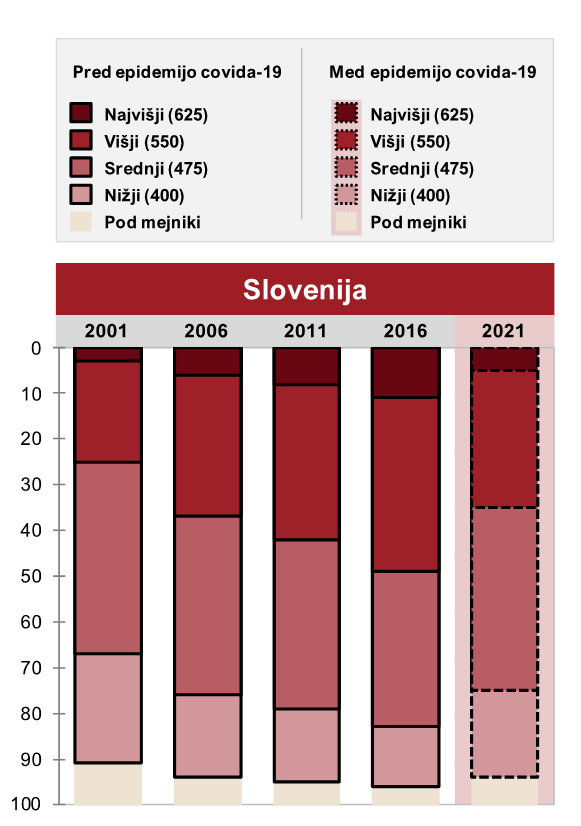 Pred epidemijo covida-19
Najvišji (625)
Višji (550)
Srednji (475)
Nižji (400)
Pod mejniki
Med epidemijo covida-19
Najvišji (625)
Višji (550)
Srednji (475)
Nižji (400)
Pod mejniki
Slovenija
2001 2006 2011 2016 2021
0
10
20
30
40
50
60
70
80
90
100